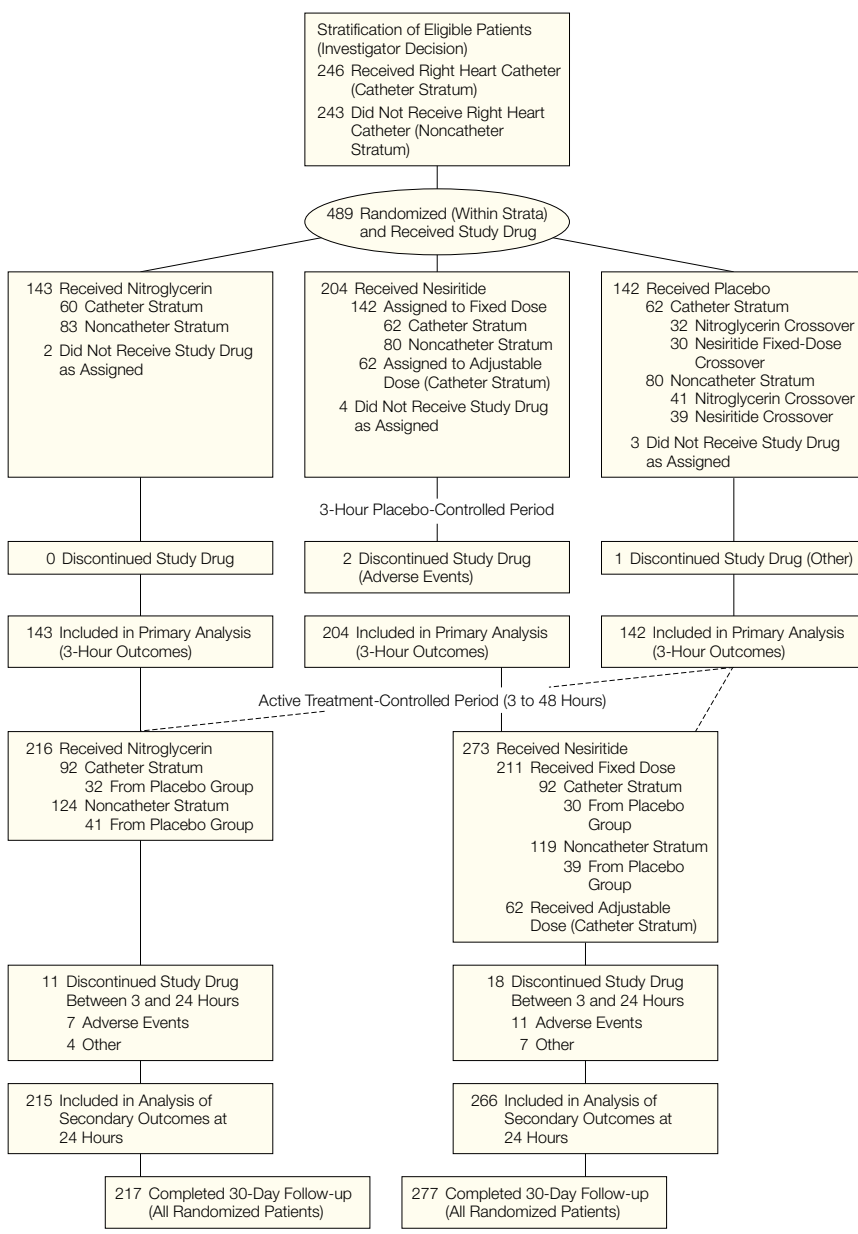 Stratification of Eligible Patients
(Investigator Decision)
246 Received Right Heart Catheter
(Catheter Stratum)
243 Did Not Receive Right Heart
Catheter (Noncatheter
Stratum)
489 Randomized (Within Strata)
and Received Study Drug
143 Received Nitroglycerin
60 Catheter Stratum
83 Noncatheter Stratum
2 Did Not Receive Study Drug
as Assigned
204 Received Nesiritide
142 Assigned to Fixed Dose
62 Catheter Stratum
80 Noncatheter Stratum
62 Assigned to Adjustable
Dose (Catheter Stratum)
4 Did Not Receive Study Drug
as Assigned
142 Received Placebo
62 Catheter Stratum
32 Nitroglycerin Crossover
30 Nesiritide Fixed-Dose
Crossover
80 Noncatheter Stratum
41 Nitroglycerin Crossover
39 Nesiritide Crossover
3 Did Not Receive Study Drug
as Assigned
3-Hour Placebo-Controlled Period
0 Discontinued Study Drug
2 Discontinued Study Drug
(Adverse Events)
1 Discontinued Study Drug (Other)
143 Included in Primary Analysis
(3-Hour Outcomes)
204 Included in Primary Analysis
(3-Hour Outcomes)
142 Included in Primary Analysis
(3-Hour Outcomes)
Active Treatment-Controlled Period (3 to 48 Hours)
216 Received Nitroglycerin
92 Catheter Stratum
32 From Placebo Group
124 Noncatheter Stratum
41 From Placebo Group
273 Received Nesiritide
211 Received Fixed Dose
92 Catheter Stratum
30 From Placebo
Group
119 Noncatheter Stratum
39 From Placebo
Group
62 Received Adjustable
Dose (Catheter Stratum)
11 Discontinued Study Drug
Between 3 and 24 Hours
7 Adverse Events
4 Other
18 Discontinued Study Drug
Between 3 and 24 Hours
11 Adverse Events
7 Other
215 Included in Analysis of
Secondary Outcomes at
24 Hours
266 Included in Analysis of
Secondary Outcomes at
24 Hours
217 Completed 30-Day Follow-up
(All Randomized Patients)
277 Completed 30-Day Follow-up
(All Randomized Patients)